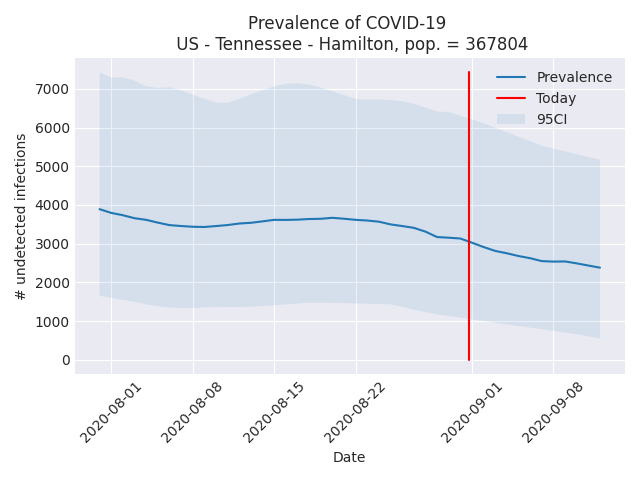 Prevalence of COVID-19
US - Tennessee - Hamilton, pop. = 367804
Prevalence
Today
95CI
7000
6000
5000
4000
3000
2000
1000
0
# undetected infections
2020-08-01
2020-08-08
2020-08-15
2020-08-22
2020-09-01
2020-09-08
Date